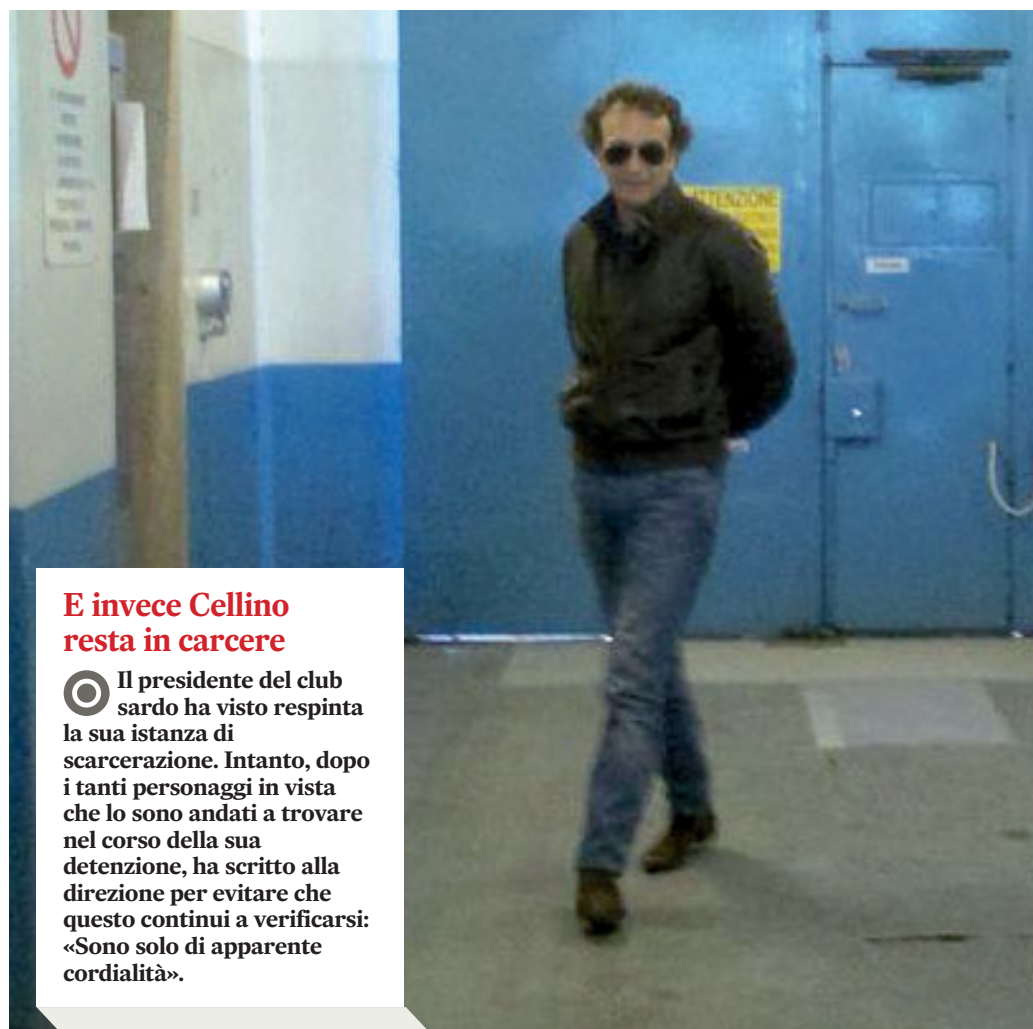 ATTENZIONE
E invece Cellino
resta in carcere
Il presidente del club
sardo ha visto respinta
la sua istanza di
scarcerazione. Intanto, dopo
i tanti personaggi in vista
che lo sono andati a trovare
nel corso della sua
detenzione, ha scritto alla
direzione per evitare che
questo continui a verificarsi:
«Sono solo di apparente
cordialità».